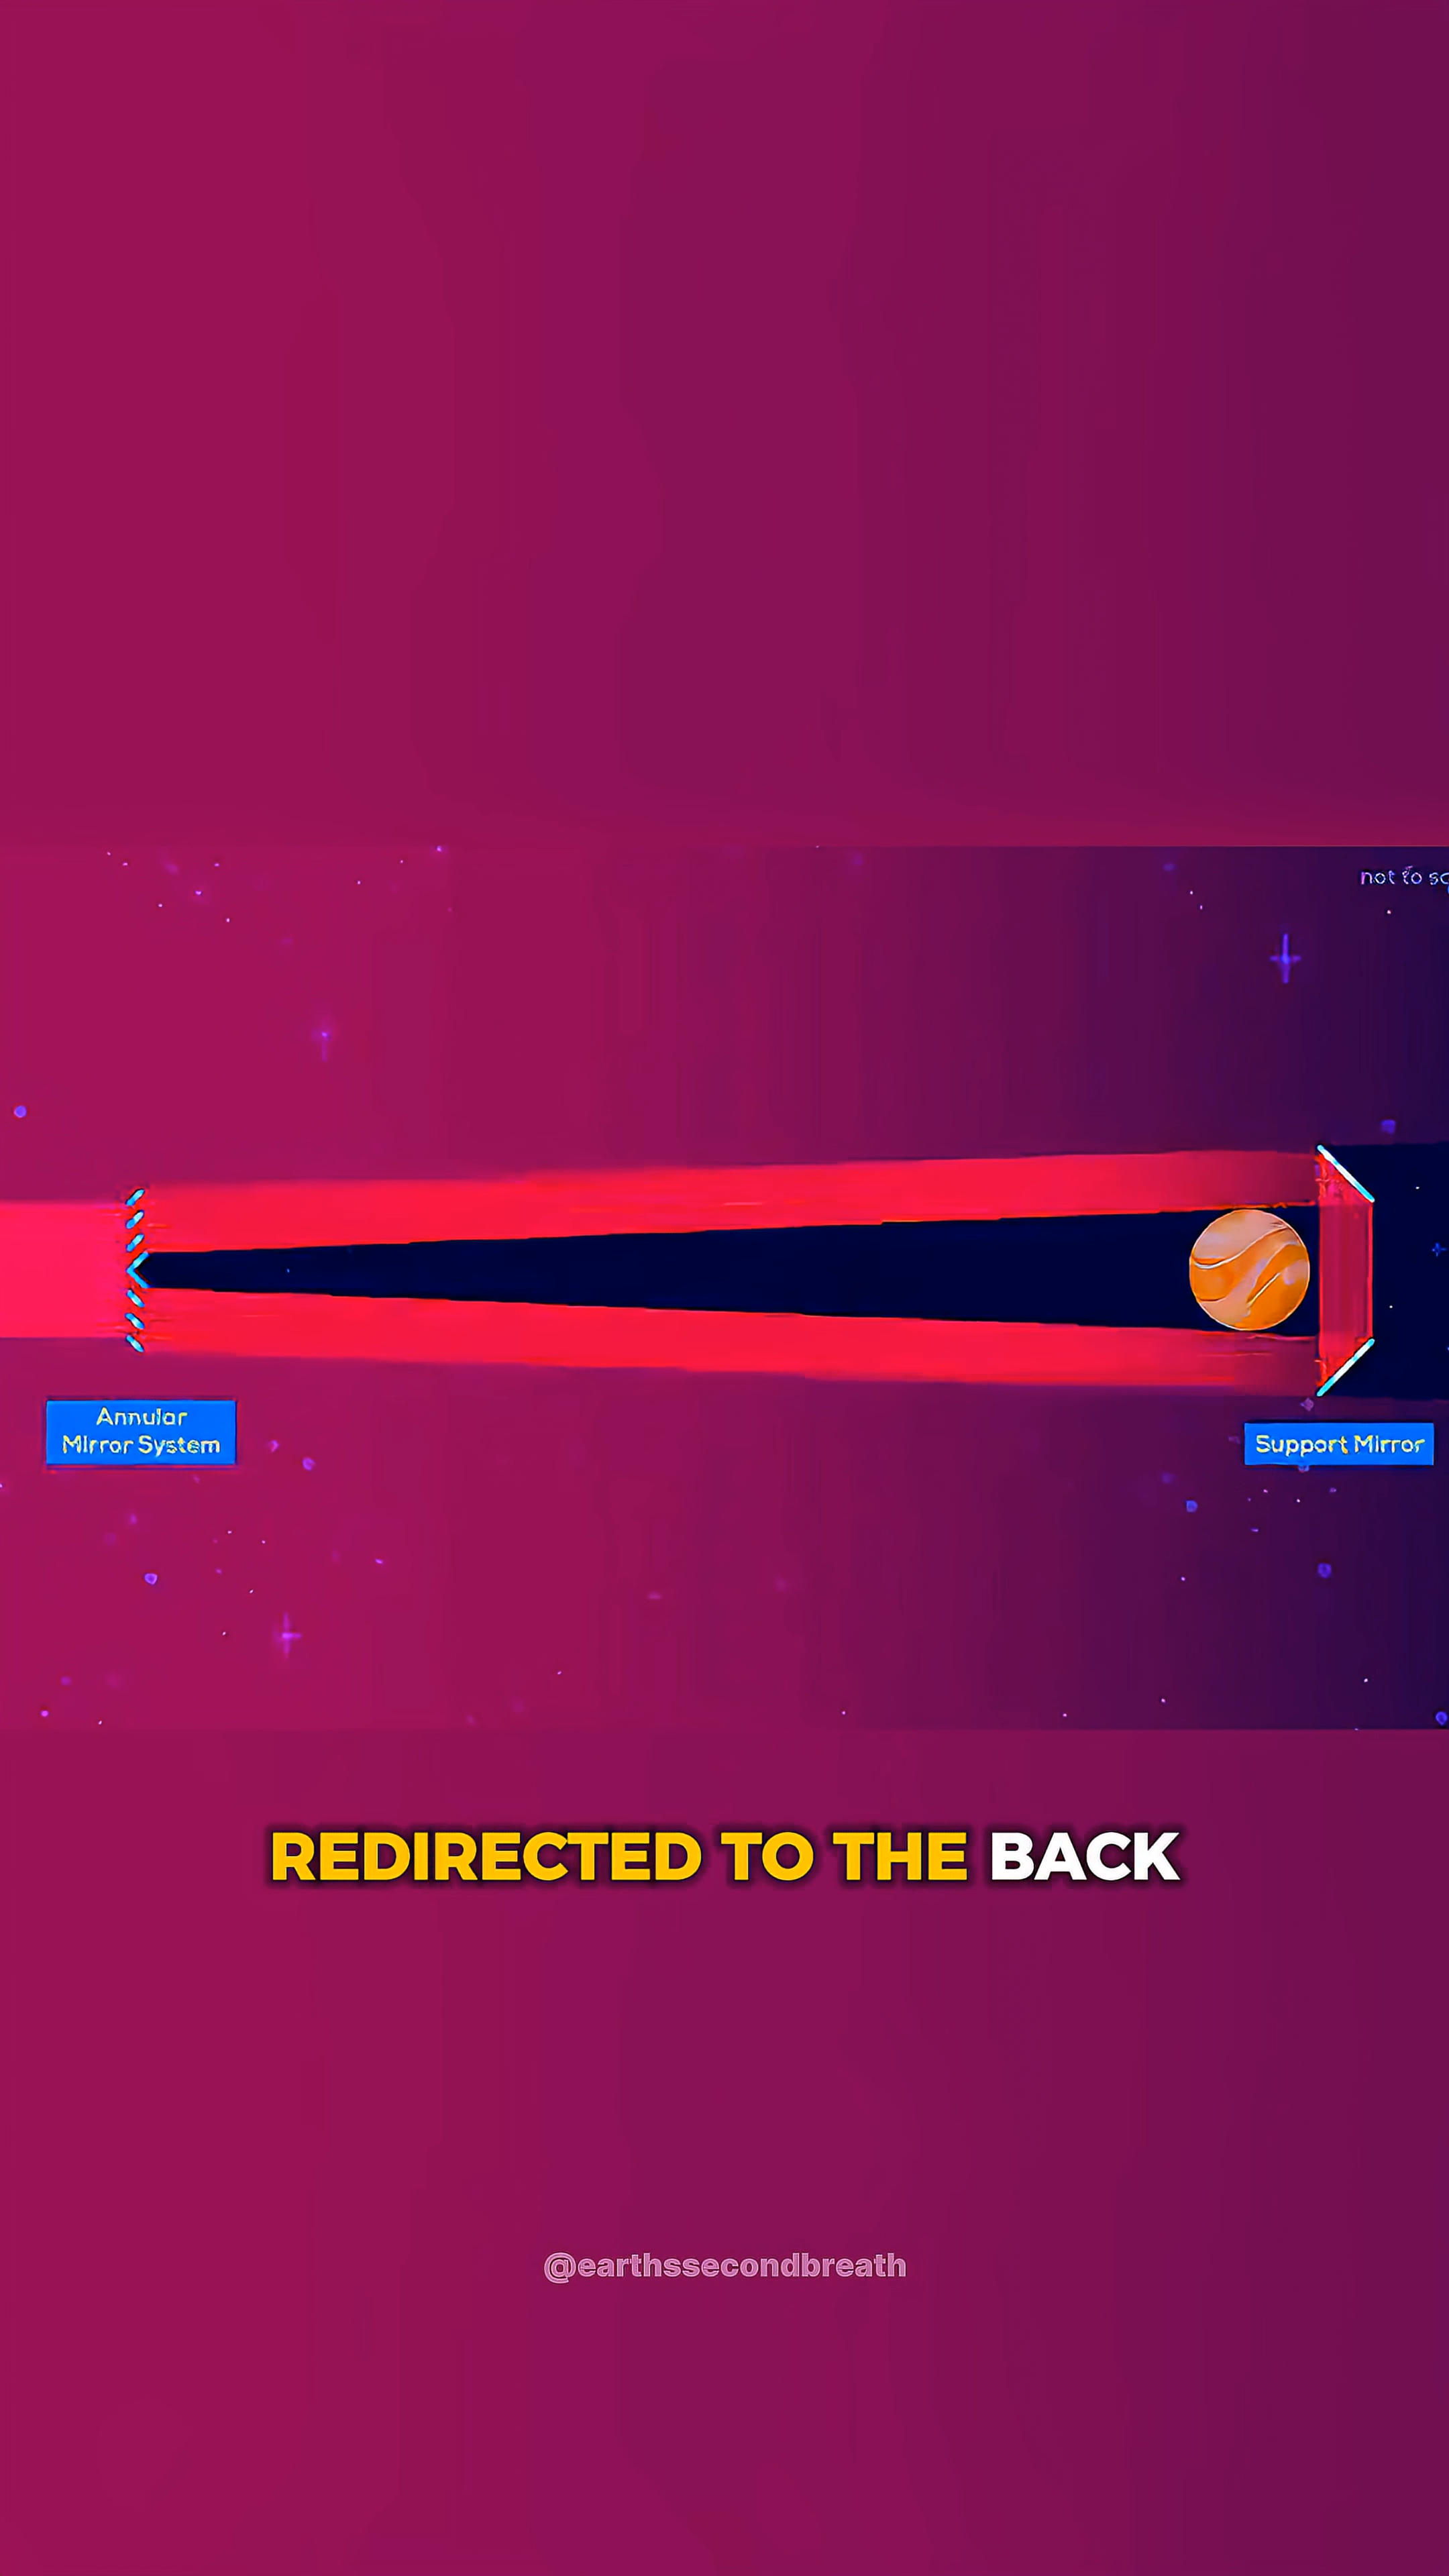 not to sc
Annular
Mirror System
Support Mirror
REDIRECTED TO THE BACK
@earthssecondbreath